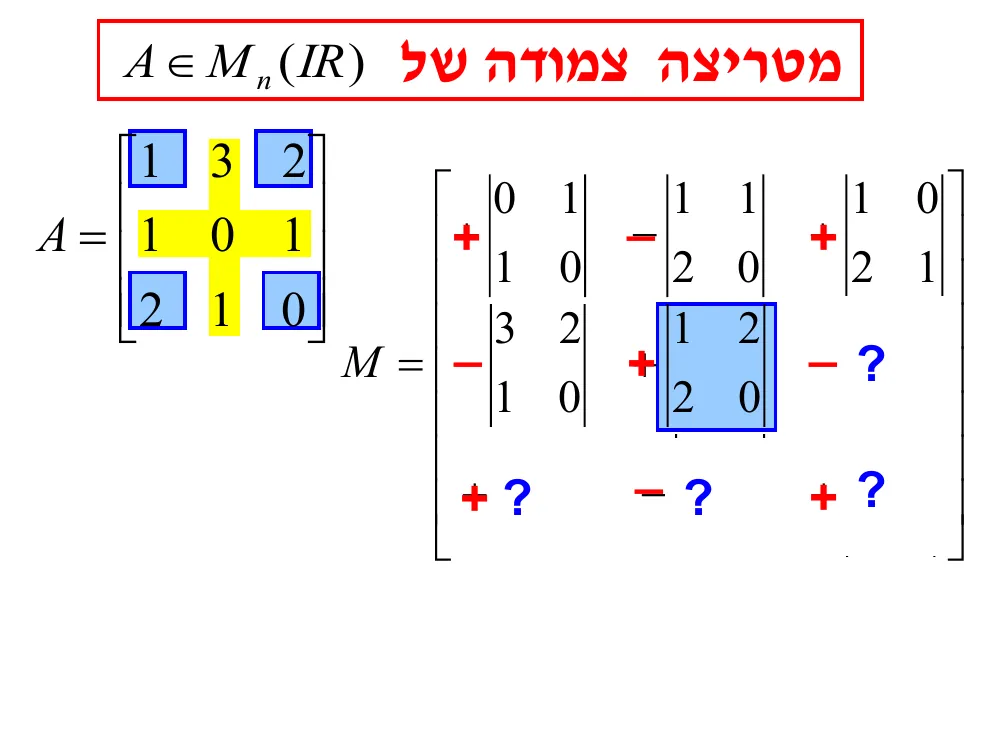 מטריצה צמודה של A ∈ M_n (IR)
A = [1 3 2
1 0 1
2 1 0]
M = [+ |0 1; 1 0| − |1 1; 2 0| + |1 0; 2 1|
− |3 2; 1 0| + |1 2; 2 0| − ?
+ ? − ? + ?]